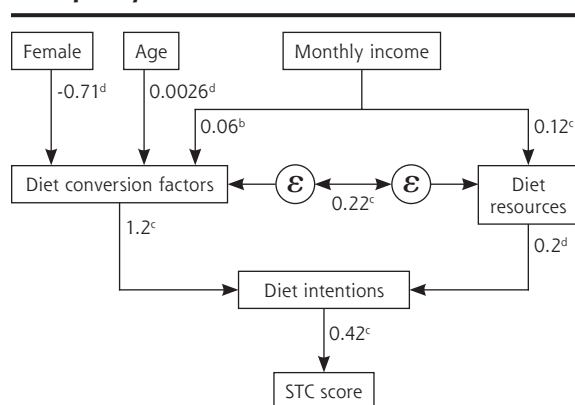 Female
Age
Monthly income
-0.71ᵈ
0.0026ᵈ
0.06ᵇ
0.12ᶜ
Diet conversion factors
ε
ε
Diet
resources
0.22ᶜ
1.2ᶜ
0.2ᵈ
Diet intentions
0.42ᶜ
STC score